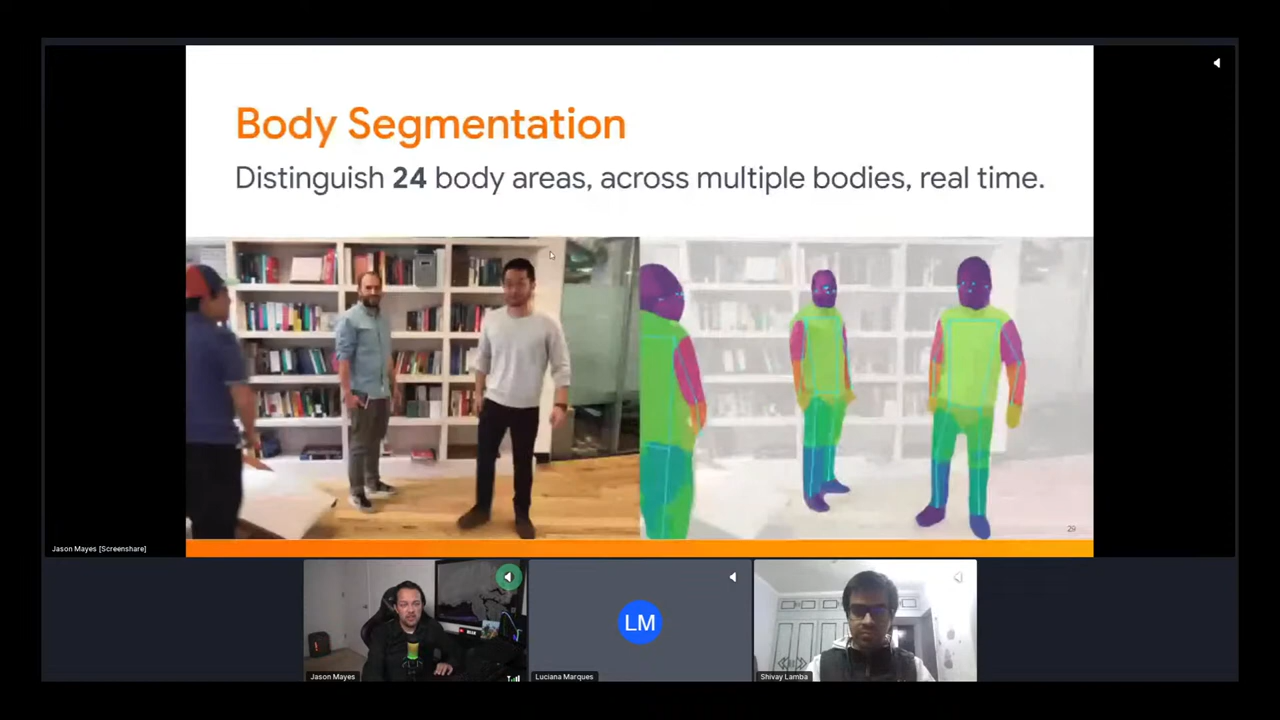 Body Segmentation
Distinguish 24 body areas, across multiple bodies, real time.
29
Jason Mayes [Screenshare]
LM
Jason Mayes
Luciana Marques
Shivay Lamba